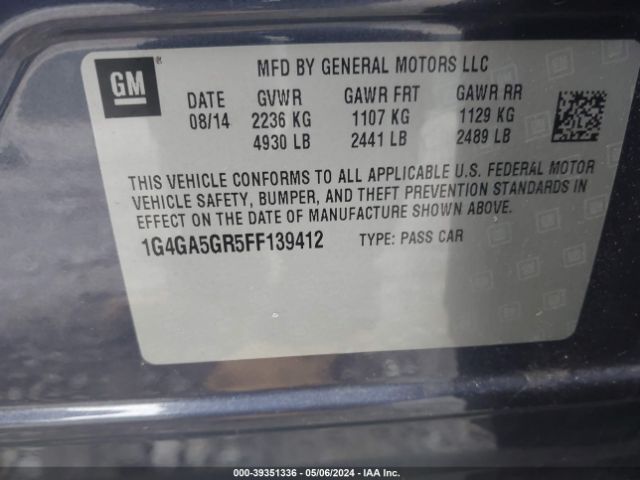 GM
MFD BY GENERAL MOTORS LLC
DATE GVWR GAWR FRT GAWR RR
08/14 2236 KG 1107 KG 1129 KG
4930 LB 2441 LB 2489 LB
THIS VEHICLE CONFORMS TO ALL APPLICABLE U.S. FEDERAL MOTOR
VEHICLE SAFETY, BUMPER, AND THEFT PREVENTION STANDARDS IN
EFFECT ON THE DATE OF MANUFACTURE SHOWN ABOVE.
1G4GA5GR5FF139412 TYPE: PASS CAR
000-39351336 - 05/06/2024 - IAA Inc.